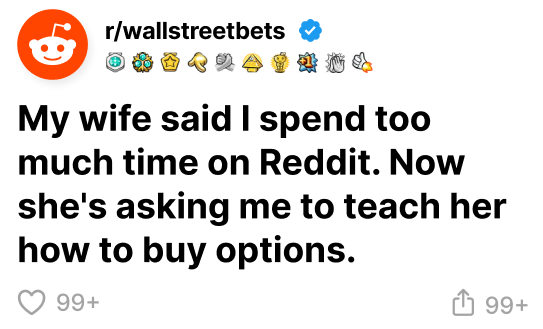 r/wallstreetbets
My wife said I spend too
much time on Reddit. Now
she's asking me to teach her
how to buy options.
99+ 99+